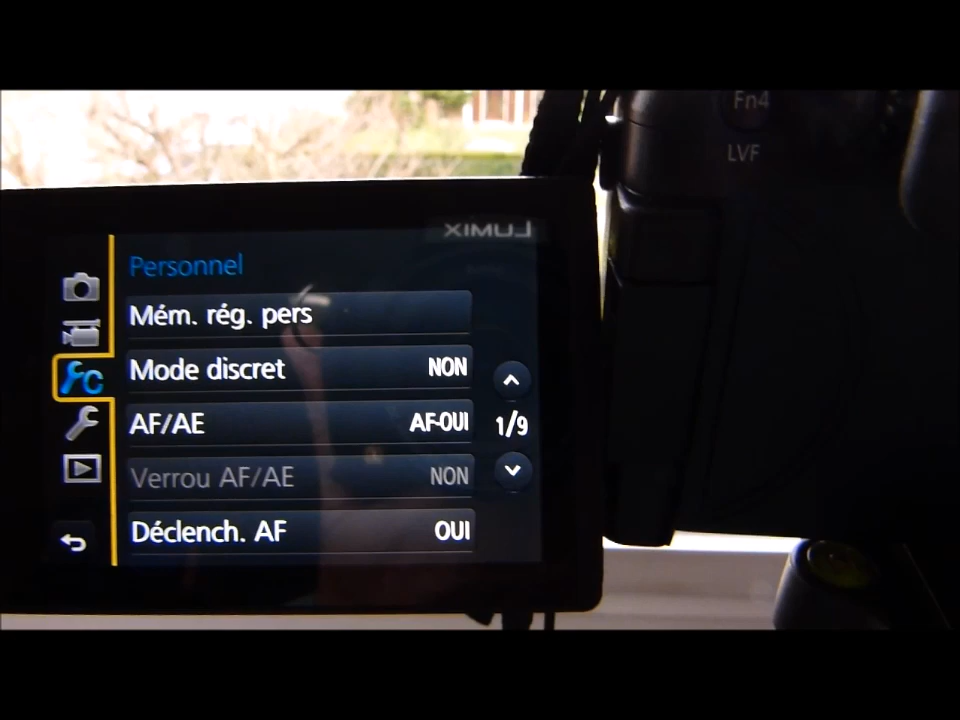 Fn4
LVF
LUMIX
Personnel
Mém. rég. pers
Mode discret NON
AF/AE AF-OUI
1/9
Verrou AF/AE NON
Déclench. AF OUI
C